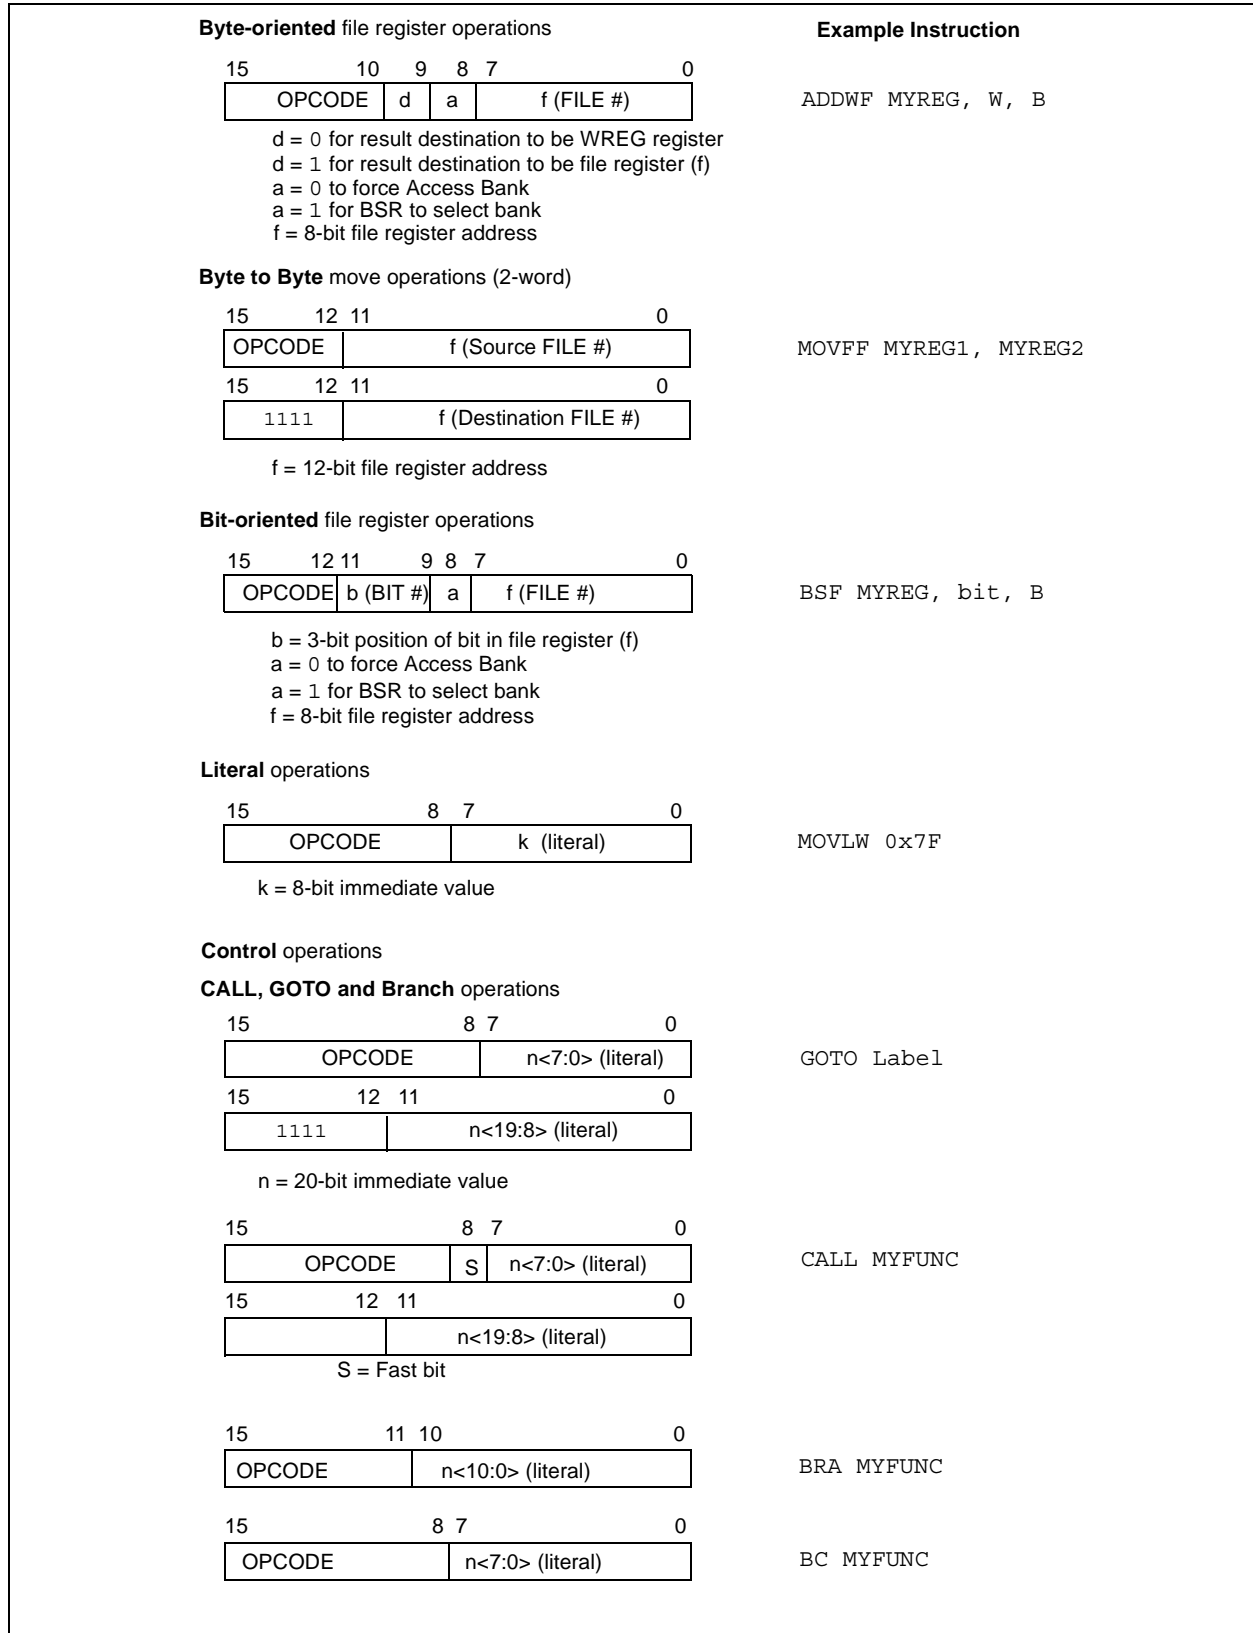 Byte-oriented file register operations
Example Instruction
15 10 9 8 7 0
OPCODE d a f (FILE #)
ADDWF MYREG, W, B
d = 0 for result destination to be WREG register
d = 1 for result destination to be file register (f)
a = 0 to force Access Bank
a = 1 for BSR to select bank
f = 8-bit file register address
Byte to Byte move operations (2-word)
15 12 11 0
OPCODE f (Source FILE #)
MOVFF MYREG1, MYREG2
15 12 11 0
1111 f (Destination FILE #)
f = 12-bit file register address
Bit-oriented file register operations
15 12 11 9 8 7 0
OPCODE b (BIT #) a f (FILE #)
BSF MYREG, bit, B
b = 3-bit position of bit in file register (f)
a = 0 to force Access Bank
a = 1 for BSR to select bank
f = 8-bit file register address
Literal operations
15 8 7 0
OPCODE k (literal)
MOVLW 0x7F
k = 8-bit immediate value
Control operations
CALL, GOTO and Branch operations
15 8 7 0
OPCODE n<7:0> (literal)
GOTO Label
15 12 11 0
1111 n<19:8> (literal)
n = 20-bit immediate value
15 8 7 0
OPCODE S n<7:0> (literal)
CALL MYFUNC
15 12 11 0
n<19:8> (literal)
S = Fast bit
15 11 10 0
OPCODE n<10:0> (literal)
BRA MYFUNC
15 8 7 0
OPCODE n<7:0> (literal)
BC MYFUNC